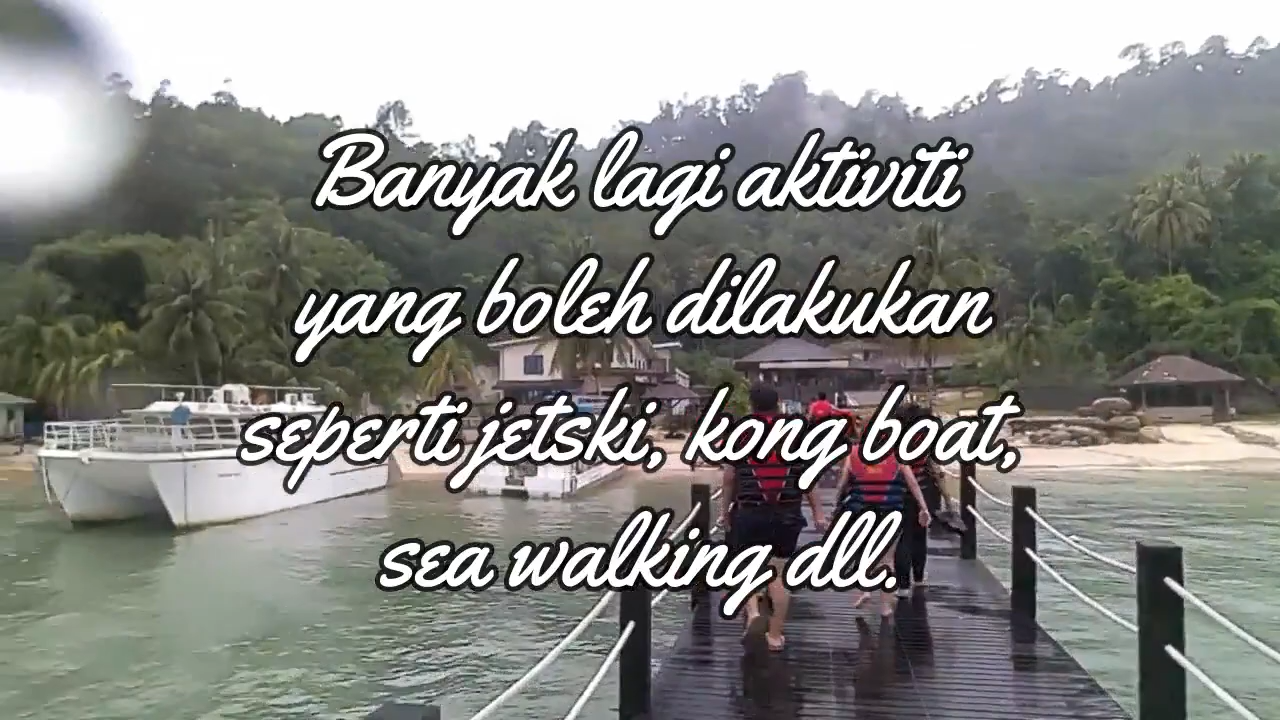 Banyak lagi aktiviti
yang boleh dilakukan
seperti jetski, kong boat,
sea walking dll.